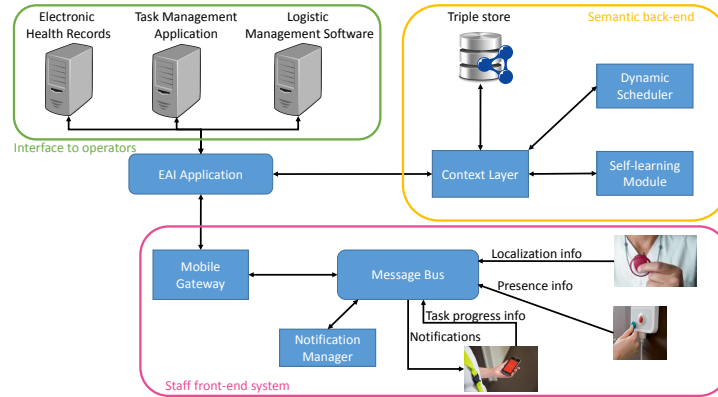 Electronic
Health Records
Task Management
Application
Logistic
Management Software
Interface to operators
Semantic back-end
Triple store
Dynamic
Scheduler
EAI Application
Context Layer
Self-learning
Module
Mobile
Gateway
Message Bus
Localization info
Presence info
Task progress info
Notifications
Notification
Manager
Staff front-end system